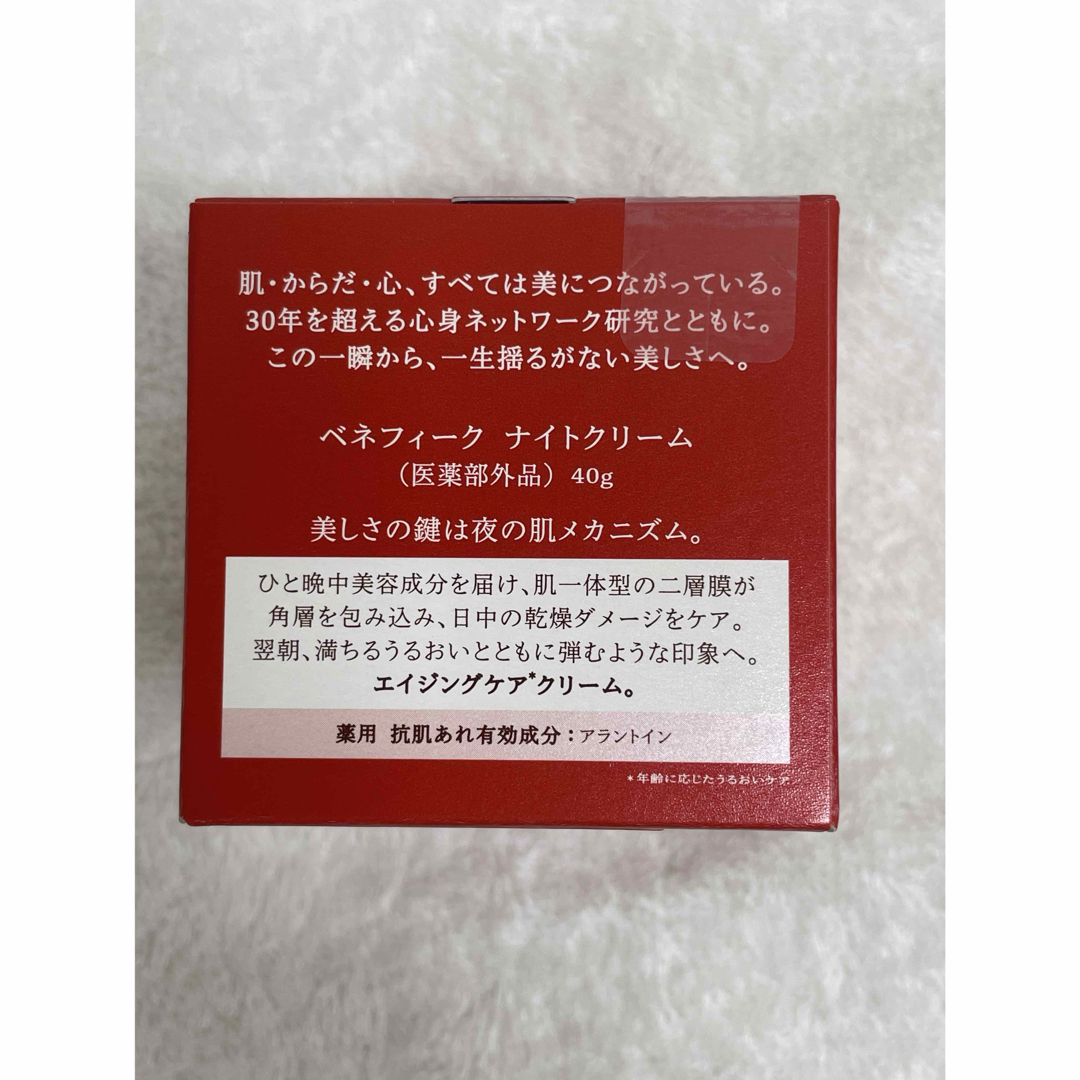 肌・からだ・心、すべては美につながっている。
30年を超える心身ネットワーク研究とともに。
この一瞬から、一生揺るがない美しさへ。
ベネフィーク ナイトクリーム
（医薬部外品）40g
美しさの鍵は夜の肌メカニズム。
ひと晩中美容成分を届け、肌一体型の二層膜が
角層を包み込み、日中の乾燥ダメージをケア。
翌朝、満ちるうるおいとともに弾むような印象へ。
エイジングケア*クリーム。
薬用 抗肌あれ有効成分：アラントイン
*年齢に応じたうるおいケア